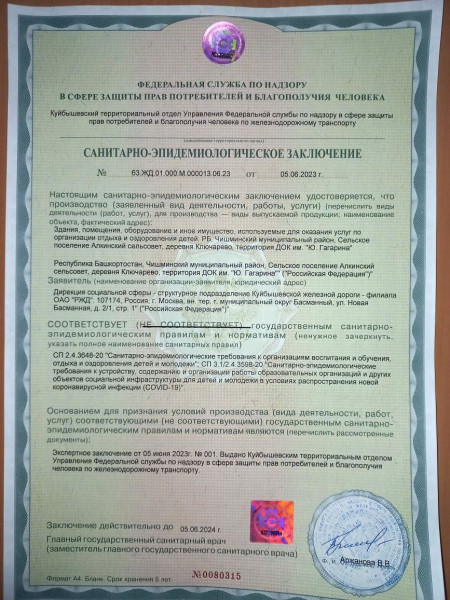 ФЕДЕРАЛЬНАЯ СЛУЖБА ПО НАДЗОРУ
В СФЕРЕ ЗАЩИТЫ ПРАВ ПОТРЕБИТЕЛЕЙ И БЛАГОПОЛУЧИЯ ЧЕЛОВЕКА
Куйбышевский территориальный отдел Управления Федеральной службы по надзору в сфере защиты
прав потребителей и благополучия человека по железнодорожному транспорту
САНИТАРНО-ЭПИДЕМИОЛОГИЧЕСКОЕ ЗАКЛЮЧЕНИЕ
№ 63.ЖД.01.000.М.000013.06.23 от 05.06.2023 г.
Настоящим санитарно-эпидемиологическим заключением удостоверяется, что
производство (заявленный вид деятельности, работы, услуги) (перечислить виды
деятельности (работ, услуг), для производства — виды выпускаемой продукции; наименование
объекта, фактический адрес):
Здания, помещения, оборудование и иное имущество, используемые для оказания услуг по
организации отдыха и оздоровления детей. РБ, Чишминский муниципальный район, Сельское
поселение Алкинский сельсовет, деревня Ключарево, территория ДОК им. "Ю. Гагарина"
Республика Башкортостан, Чишминский муниципальный район, Сельское поселение Алкинский
сельсовет, деревня Ключарево, территория ДОК им. "Ю. Гагарина"" ("Российская Федерация")
Заявитель (наименование организации-заявителя, юридический адрес)
Дирекция социальной сферы - структурное подразделение Куйбышевской железной дороги - филиала
ОАО "РЖД". 107174, Россия, г. Москва, вн. тер. г. муниципальный округ Басманный, ул. Новая
Басманная, д. 2/1, стр. 1" ("Российская Федерация")
СООТВЕТСТВУЕТ (НЕ СООТВЕТСТВУЕТ) государственным санитарно-
эпидемиологическим правилам и нормативам (ненужное зачеркнуть,
указать полное наименование санитарных правил)
СП 2.4.3648-20 "Санитарно-эпидемиологические требования к организациям воспитания и обучения,
отдыха и оздоровления детей и молодежи"; СП 3.1/2.4 3598-20 "Санитарно-эпидемиологические
требования к устройству, содержанию и организации работы образовательных организаций и других
объектов социальной инфраструктуры для детей и молодежи в условиях распространения новой
коронавирусной инфекции (COVID-19)".
Основанием для признания условий производства (вида деятельности, работ,
услуг) соответствующими (не соответствующими) государственным санитарно-
эпидемиологическим правилам и нормативам являются (перечислить рассмотренные
документы):
Экспертное заключение от 05 июня 2023г. № 001. Выдано Куйбышевским территориальным отделом
Управления Федеральной службы по надзору в сфере защиты прав потребителей и благополучия
человека по железнодорожному транспорту.
Заключение действительно до 05.06.2024 г.
Главный государственный санитарный врач
(заместитель главного государственного санитарного врача)
Аржанова В.В.
Формат А4. Бланк. Срок хранения 5 лет.
№0080315